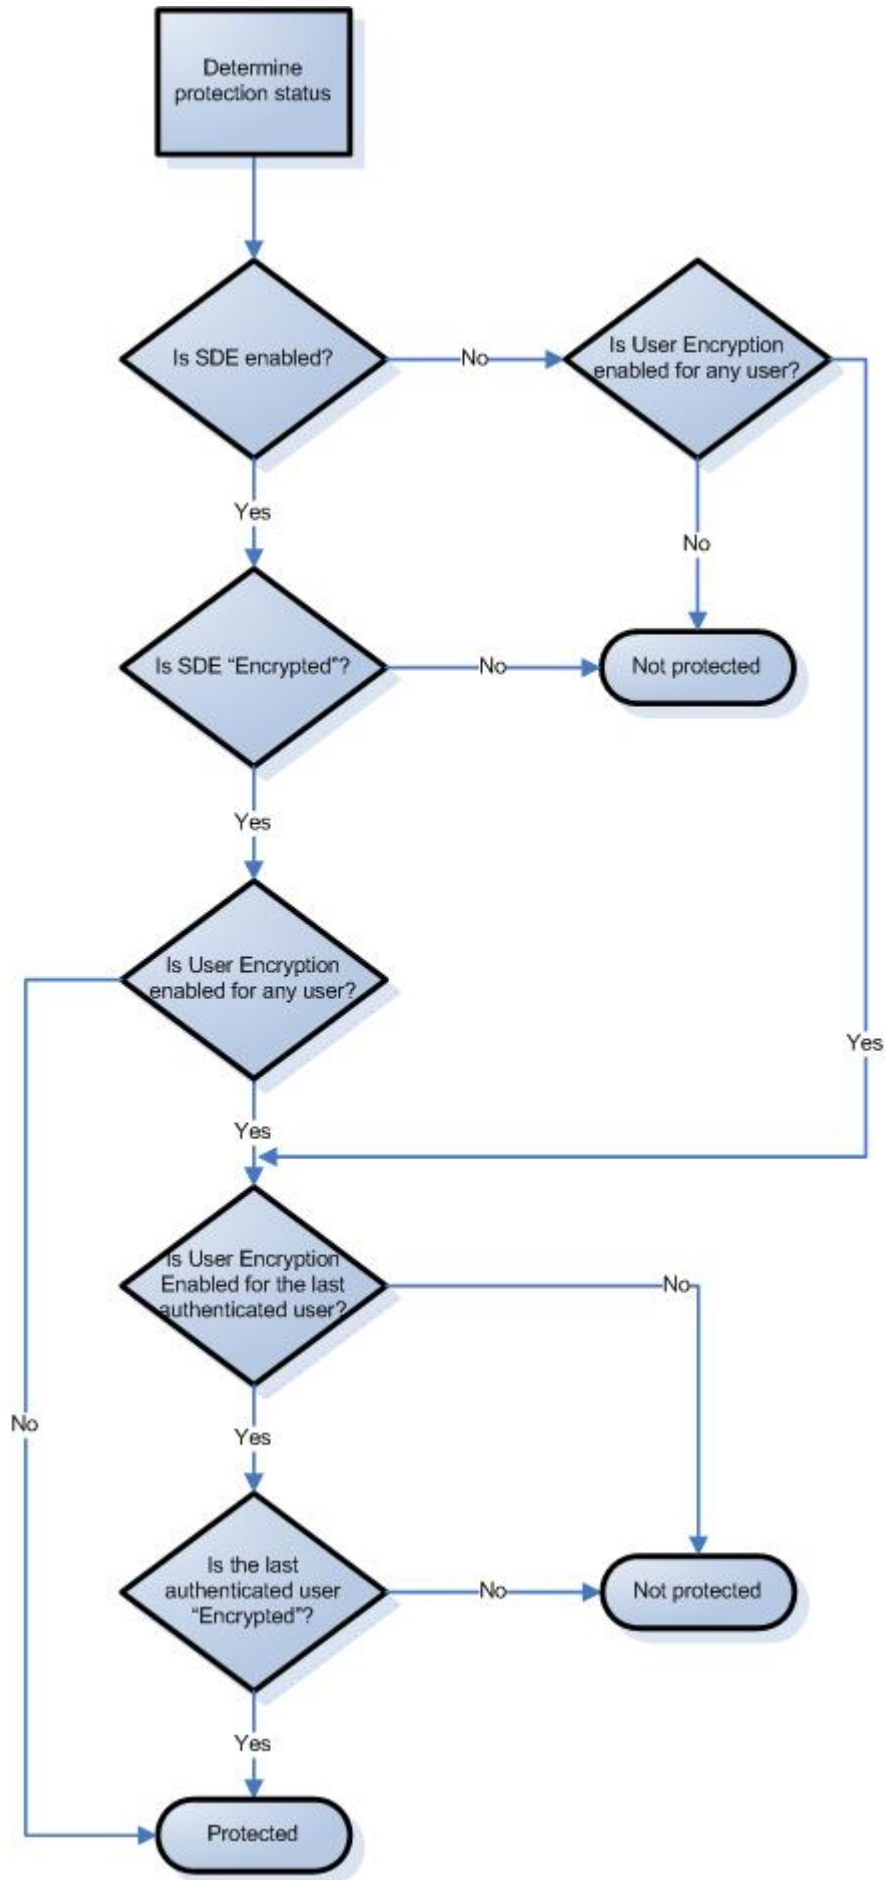 Determine
protection status
Is SDE enabled?
No
Is User Encryption
enabled for any user?
Yes
No
Is SDE “Encrypted”?
No
Not protected
Yes
Is User Encryption
enabled for any user?
Yes
Yes
Is User Encryption
Enabled for the last
authenticated user?
No
No
Yes
Is the last
authenticated user
“Encrypted”?
No
Not protected
Yes
Protected